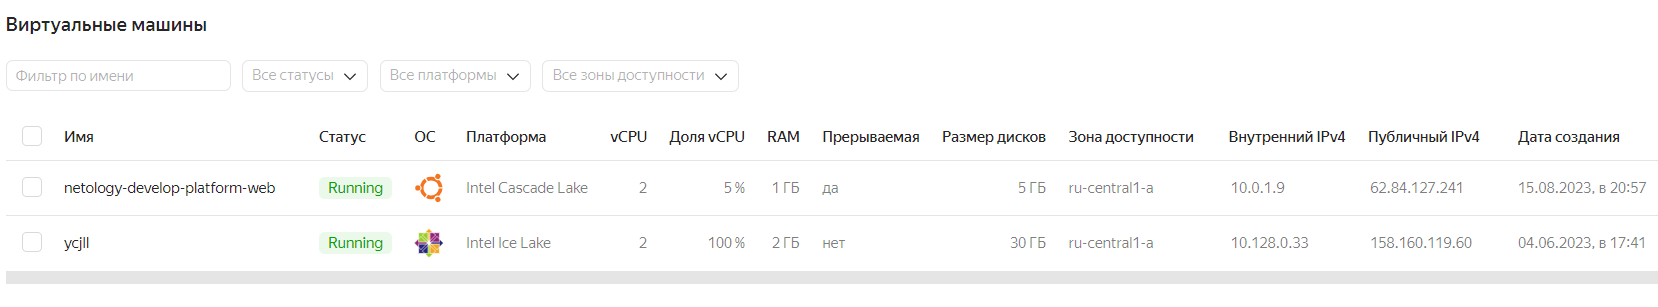 Виртуальные машины
Фильтр по имени Все статусы Все платформы Все зоны доступности
Имя Статус ОС Платформа vCPU Доля vCPU RAM Прерываемая Размер дисков Зона доступности Внутренний IPv4 Публичный IPv4 Дата создания
netology-develop-platform-web Running Intel Cascade Lake 2 5 % 1 ГБ да 5 ГБ ru-central1-a 10.0.1.9 62.84.127.241 15.08.2023, в 20:57
ycjll Running Intel Ice Lake 2 100 % 2 ГБ нет 30 ГБ ru-central1-a 10.128.0.33 158.160.119.60 04.06.2023, в 17:41